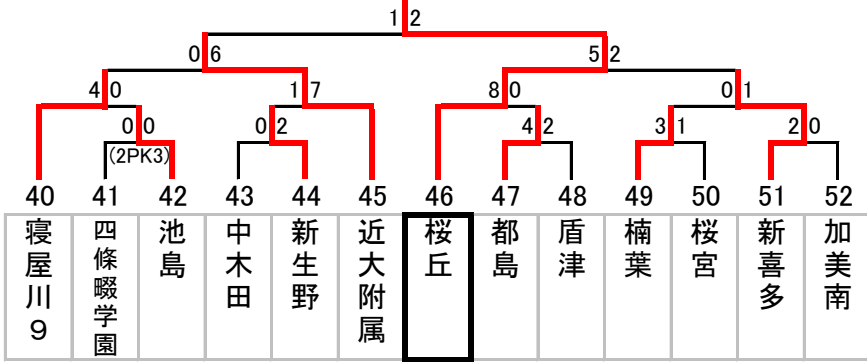 1 2
0 6 5 2
4 0 1 7 8 0 0 1
0 0 0 2 4 2 3 1 2 0
(2PK3)
40 41 42 43 44 45 46 47 48 49 50 51 52
寝屋川9
四條畷学園
池島
中木田
新生野
近大附属
桜丘
都島
盾津
楠葉
桜宮
新喜多
加美南